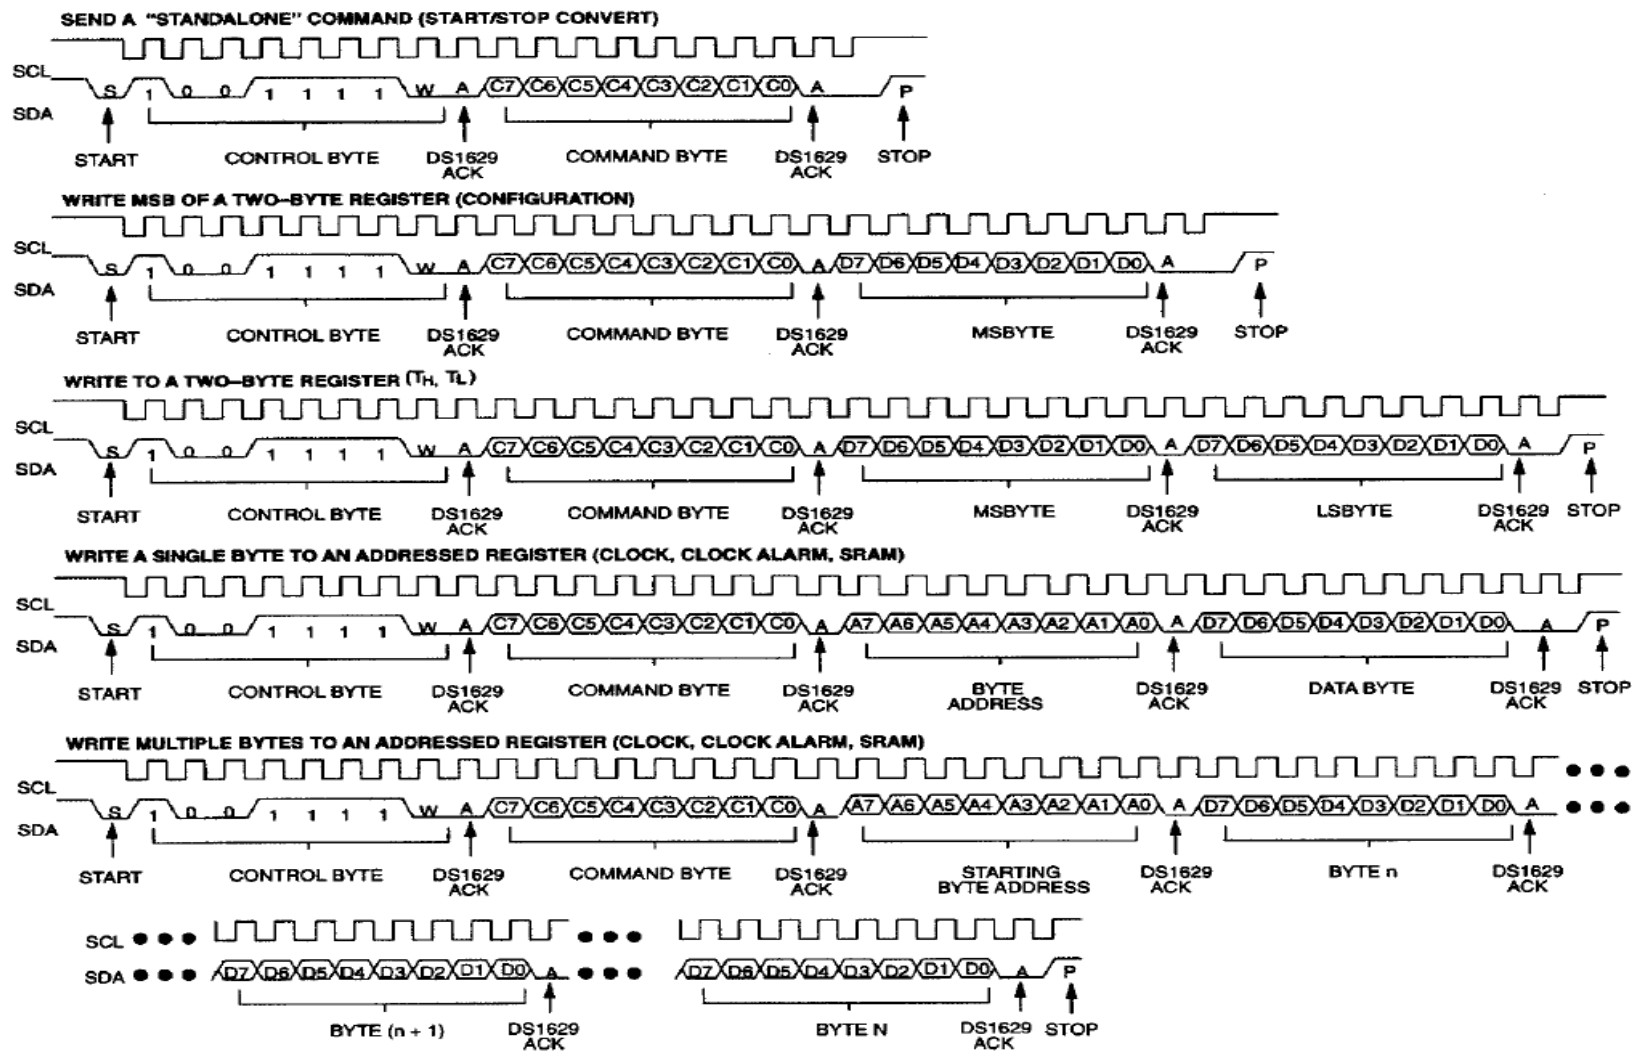 SEND A "STANDALONE" COMMAND (START/STOP CONVERT)
SCL
S 1 0 0 1 1 1 1 W A C7 C6 C5 C4 C3 C2 C1 C0 A P
SDA
START CONTROL BYTE DS1629 ACK COMMAND BYTE DS1629 ACK STOP
WRITE MSB OF A TWO-BYTE REGISTER (CONFIGURATION)
SCL
S 1 0 0 1 1 1 1 W A C7 C6 C5 C4 C3 C2 C1 C0 A D7 D6 D5 D4 D3 D2 D1 D0 A P
SDA
START CONTROL BYTE DS1629 ACK COMMAND BYTE DS1629 ACK MSBYTE DS1629 ACK STOP
WRITE TO A TWO-BYTE REGISTER (TH, TL)
SCL
S 1 0 0 1 1 1 1 W A C7 C6 C5 C4 C3 C2 C1 C0 A D7 D6 D5 D4 D3 D2 D1 D0 A D7 D6 D5 D4 D3 D2 D1 D0 A P
SDA
START CONTROL BYTE DS1629 ACK COMMAND BYTE DS1629 ACK MSBYTE DS1629 ACK LSBYTE DS1629 ACK STOP
WRITE A SINGLE BYTE TO AN ADDRESSED REGISTER (CLOCK, CLOCK ALARM, SRAM)
SCL
S 1 0 0 1 1 1 1 W A C7 C6 C5 C4 C3 C2 C1 C0 A A7 A6 A5 A4 A3 A2 A1 A0 A D7 D6 D5 D4 D3 D2 D1 D0 A P
SDA
START CONTROL BYTE DS1629 ACK COMMAND BYTE DS1629 ACK BYTE ADDRESS DS1629 ACK DATA BYTE DS1629 ACK STOP
WRITE MULTIPLE BYTES TO AN ADDRESSED REGISTER (CLOCK, CLOCK ALARM, SRAM)
SCL
S 1 0 0 1 1 1 1 W A C7 C6 C5 C4 C3 C2 C1 C0 A A7 A6 A5 A4 A3 A2 A1 A0 A D7 D6 D5 D4 D3 D2 D1 D0 A
SDA
START CONTROL BYTE DS1629 ACK COMMAND BYTE DS1629 ACK STARTING BYTE ADDRESS DS1629 ACK BYTE n DS1629 ACK
SCL
SDA D7 D6 D5 D4 D3 D2 D1 D0 A D7 D6 D5 D4 D3 D2 D1 D0 A P
BYTE (n + 1) DS1629 ACK BYTE N DS1629 ACK STOP